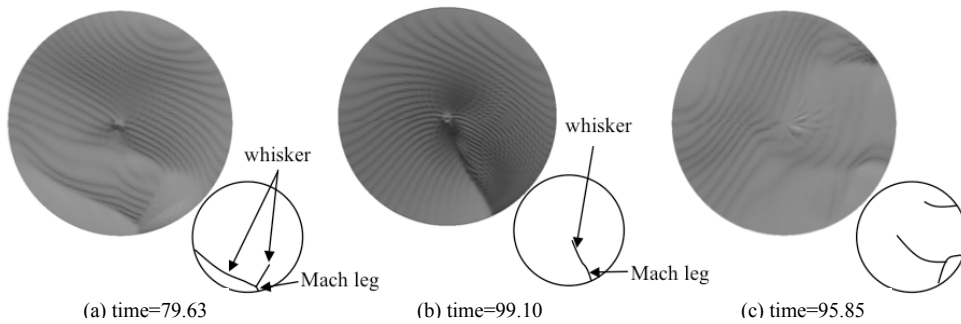 whisker
Mach leg
whisker
Mach leg
(a) time=79.63
(b) time=99.10
(c) time=95.85